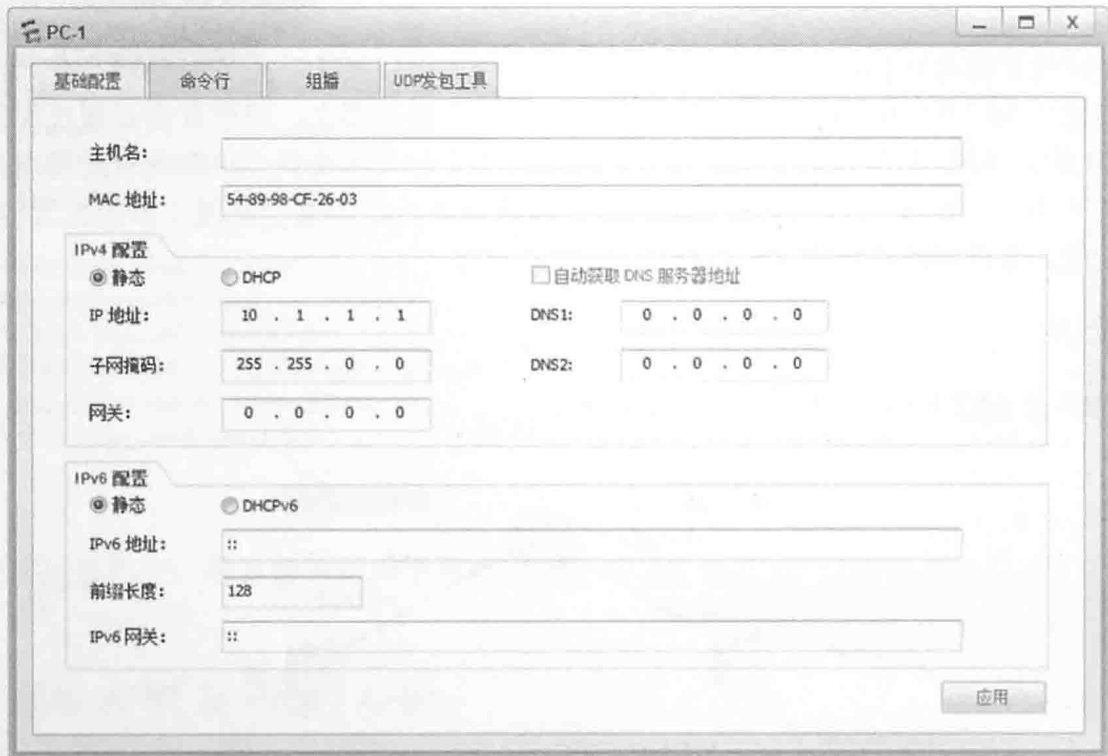 PC-1
基础配置 命令行 组播 UDP发包工具
主机名:
MAC 地址: 54-89-98-CF-26-03
IPv4 配置
静态 DHCP 自动获取 DNS 服务器地址
IP 地址: 10 . 1 . 1 . 1 DNS1: 0 . 0 . 0 . 0
子网掩码: 255 . 255 . 0 . 0 DNS2: 0 . 0 . 0 . 0
网关: 0 . 0 . 0 . 0
IPv6 配置
静态 DHCPv6
IPv6 地址: ::
前缀长度: 128
IPv6 网关: ::
应用